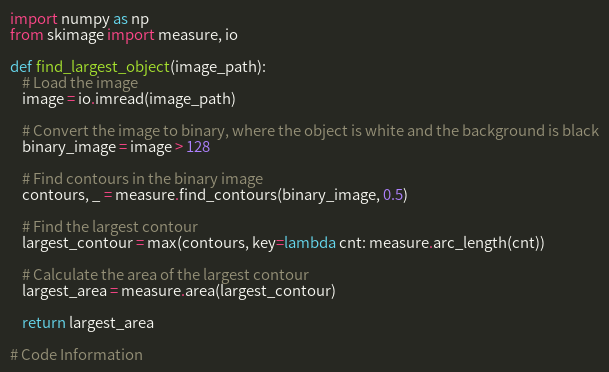 import numpy as np
from skimage import measure, io

def find_largest_object(image_path):
    # Load the image
    image = io.imread(image_path)

    # Convert the image to binary, where the object is white and the background is black
    binary_image = image > 128

    # Find contours in the binary image
    contours, _ = measure.find_contours(binary_image, 0.5)

    # Find the largest contour
    largest_contour = max(contours, key=lambda cnt: measure.arc_length(cnt))

    # Calculate the area of the largest contour
    largest_area = measure.area(largest_contour)

    return largest_area

# Code Information